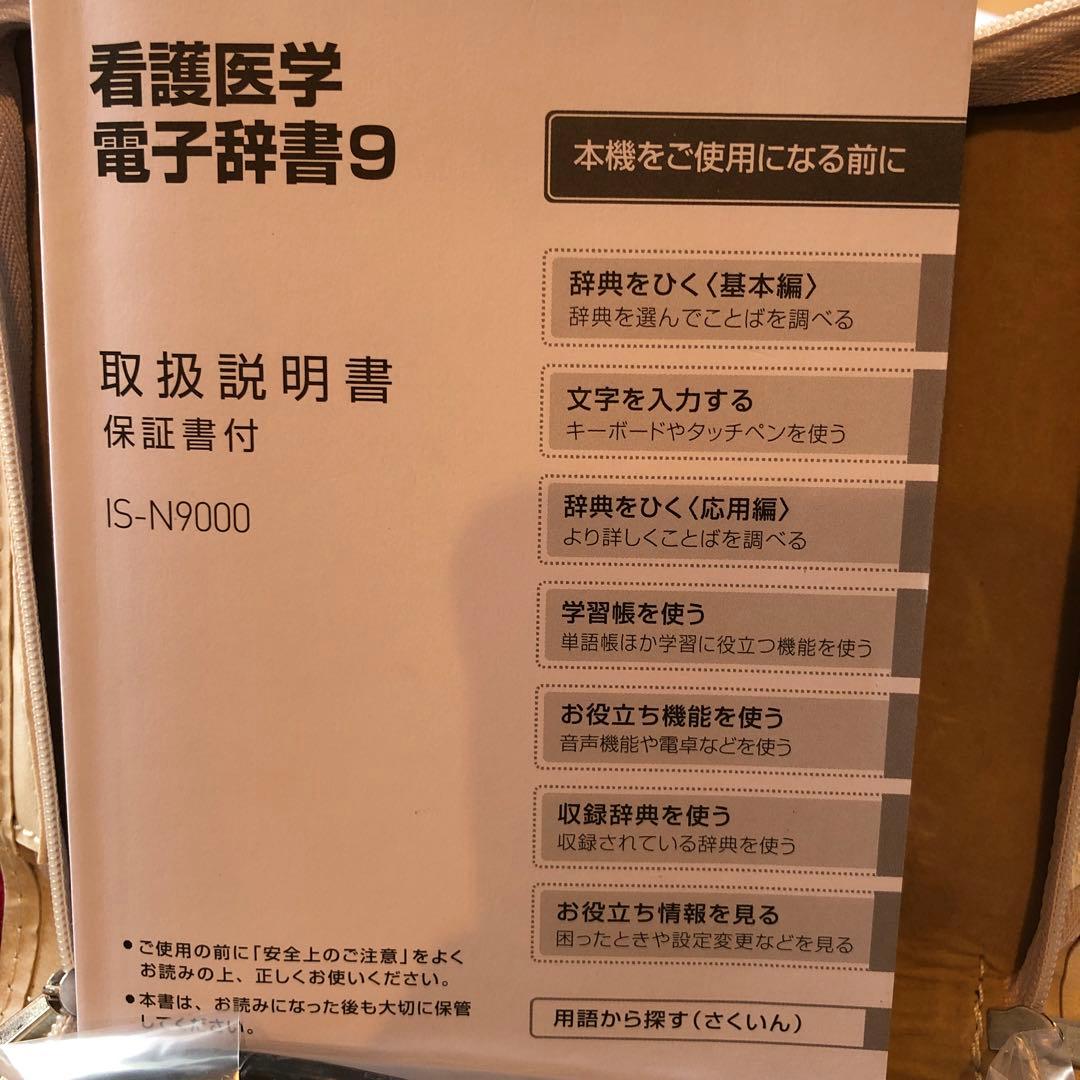 看護医学
電子辞書9
取扱説明書
保証書付
IS-N9000
●ご使用の前に「安全上のご注意」をよく
お読みの上、正しくお使いください。
●本書は、お読みになった後も大切に保管
してください。
本機をご使用になる前に
辞典をひく〈基本編〉
辞典を選んでことばを調べる
文字を入力する
キーボードやタッチペンを使う
辞典をひく〈応用編〉
より詳しくことばを調べる
学習帳を使う
単語帳ほか学習に役立つ機能を使う
お役立ち機能を使う
音声機能や電卓などを使う
収録辞典を使う
収録されている辞典を使う
お役立ち情報を見る
困ったときや設定変更などを見る
用語から探す(さくいん)